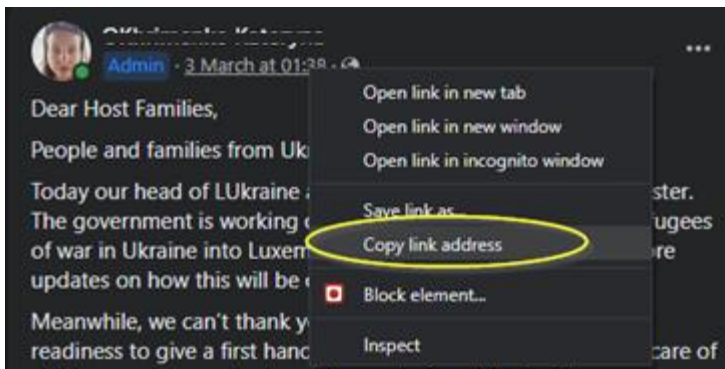 Admin · 3 March at 01:38 ·
Dear Host Families,
Open link in new tab
People and families from Uk
Open link in new window
Open link in incognito window
Today our head of LUkraine
ster.
The government is working
Save link as...
ugees
of war in Ukraine into Luxem
Copy link address
re
updates on how this will be
Block element...
Meanwhile, we can't thank y
readiness to give a first hand
Inspect
care of